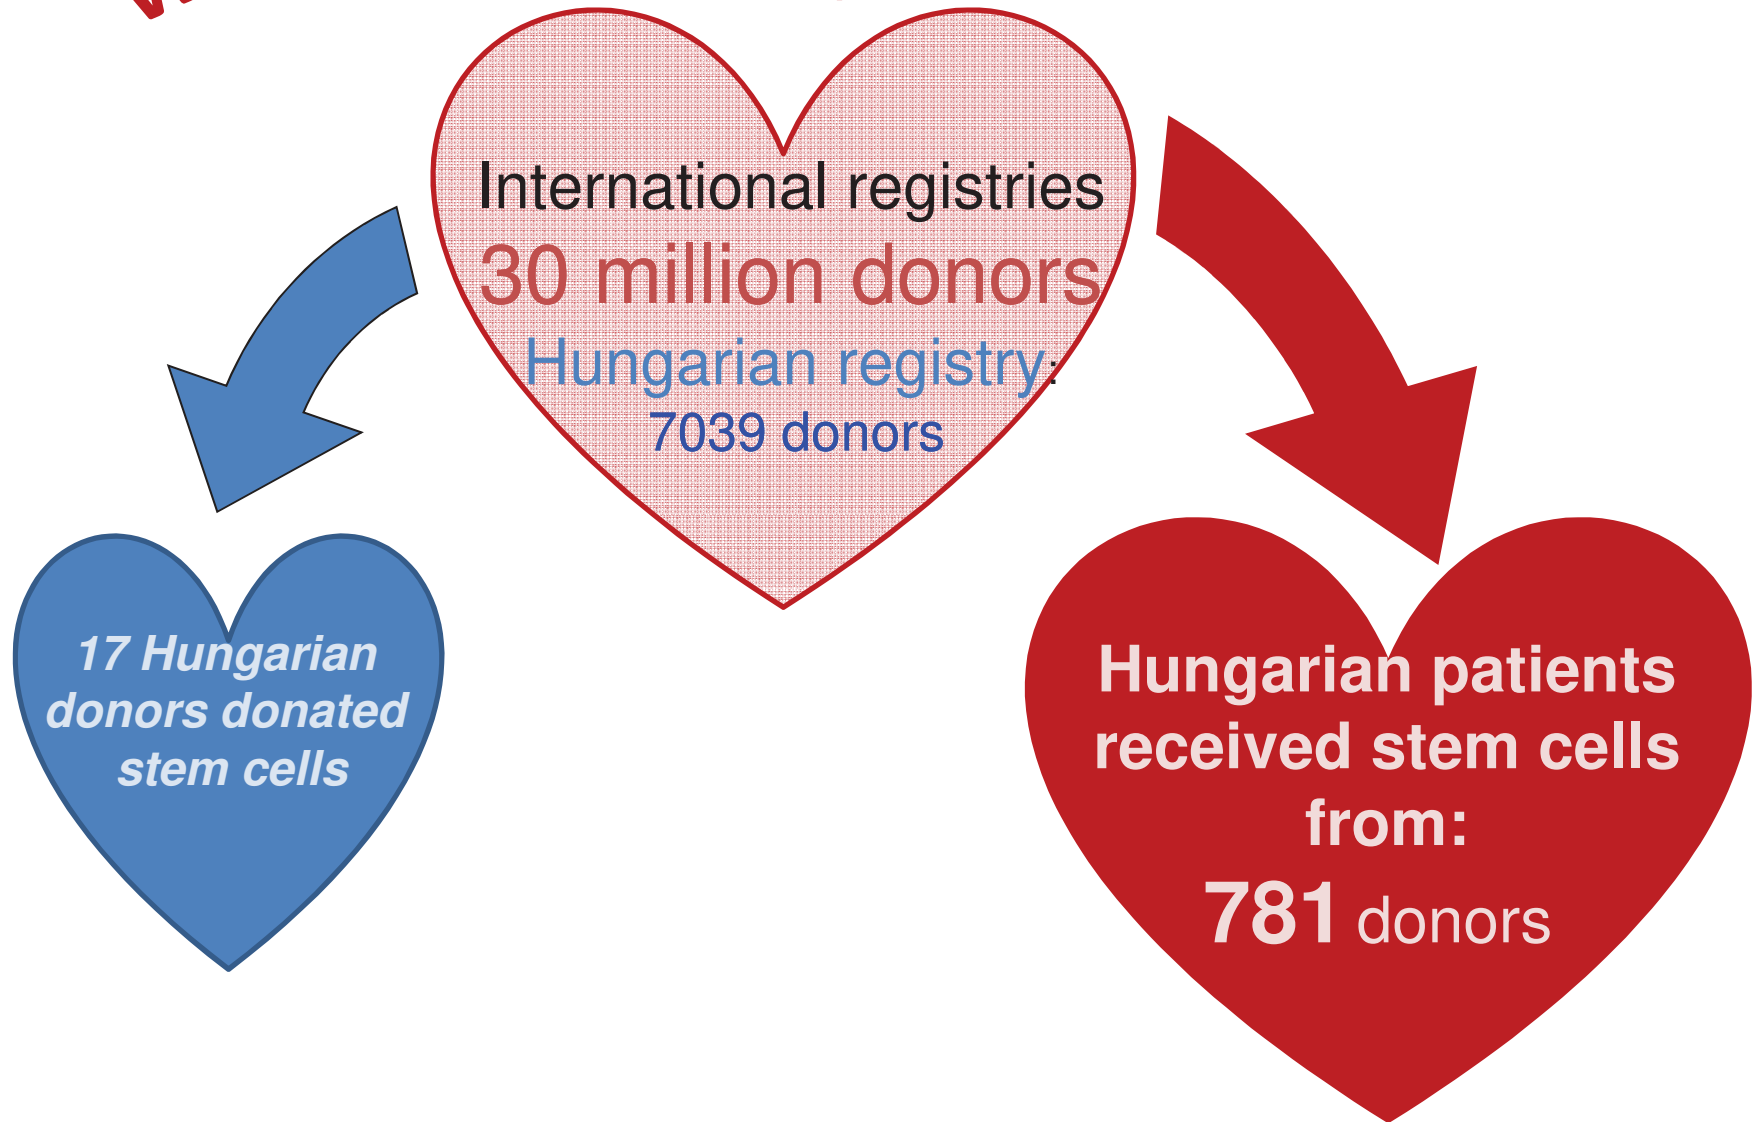 International registries
30 million donors
Hungarian registry:
7039 donors
17 Hungarian
donors donated
stem cells
Hungarian patients
received stem cells
from:
781 donors